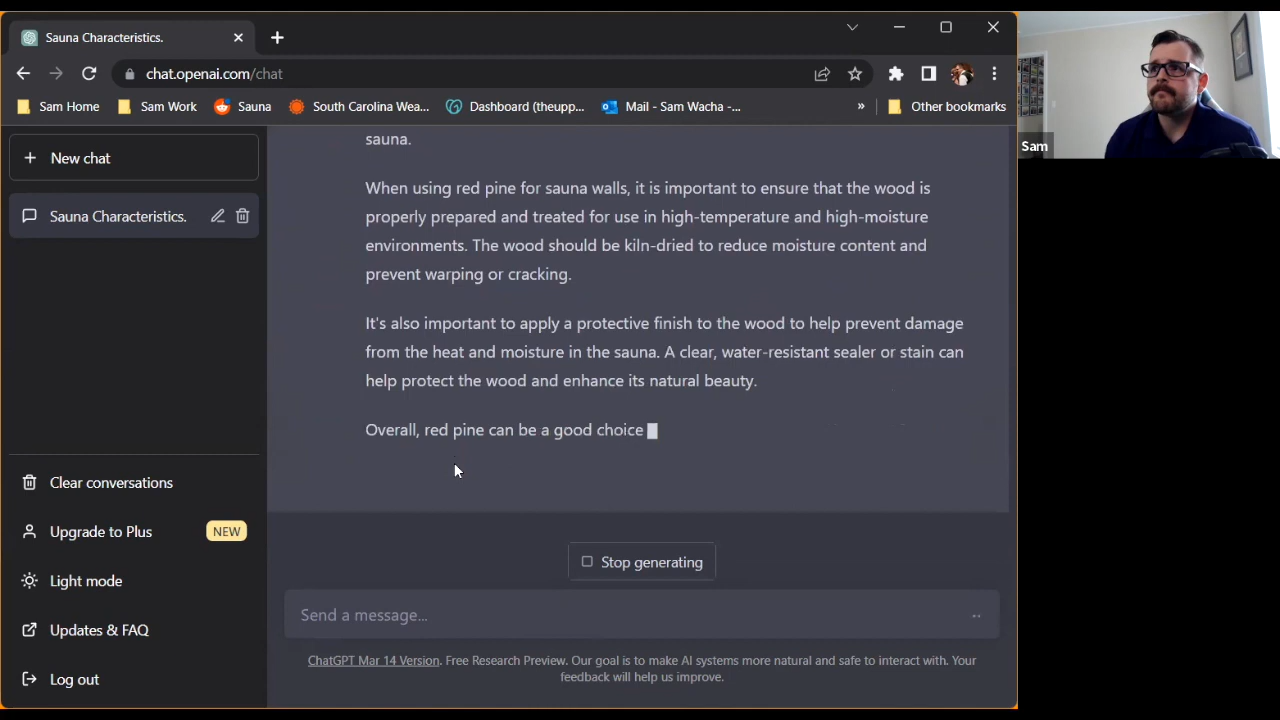 Sauna Characteristics.
chat.openai.com/chat
Sam Home
Sam Work
Sauna
South Carolina Wea...
Dashboard (theupp...
Mail - Sam Wacha -...
»
Other bookmarks
New chat
Sauna Characteristics.
Clear conversations
Upgrade to Plus
NEW
Light mode
Updates & FAQ
Log out
sauna.
When using red pine for sauna walls, it is important to ensure that the wood is
properly prepared and treated for use in high-temperature and high-moisture
environments. The wood should be kiln-dried to reduce moisture content and
prevent warping or cracking.
It's also important to apply a protective finish to the wood to help prevent damage
from the heat and moisture in the sauna. A clear, water-resistant sealer or stain can
help protect the wood and enhance its natural beauty.
Overall, red pine can be a good choice
Stop generating
Send a message...
ChatGPT Mar 14 Version. Free Research Preview. Our goal is to make AI systems more natural and safe to interact with. Your
feedback will help us improve.
Sam